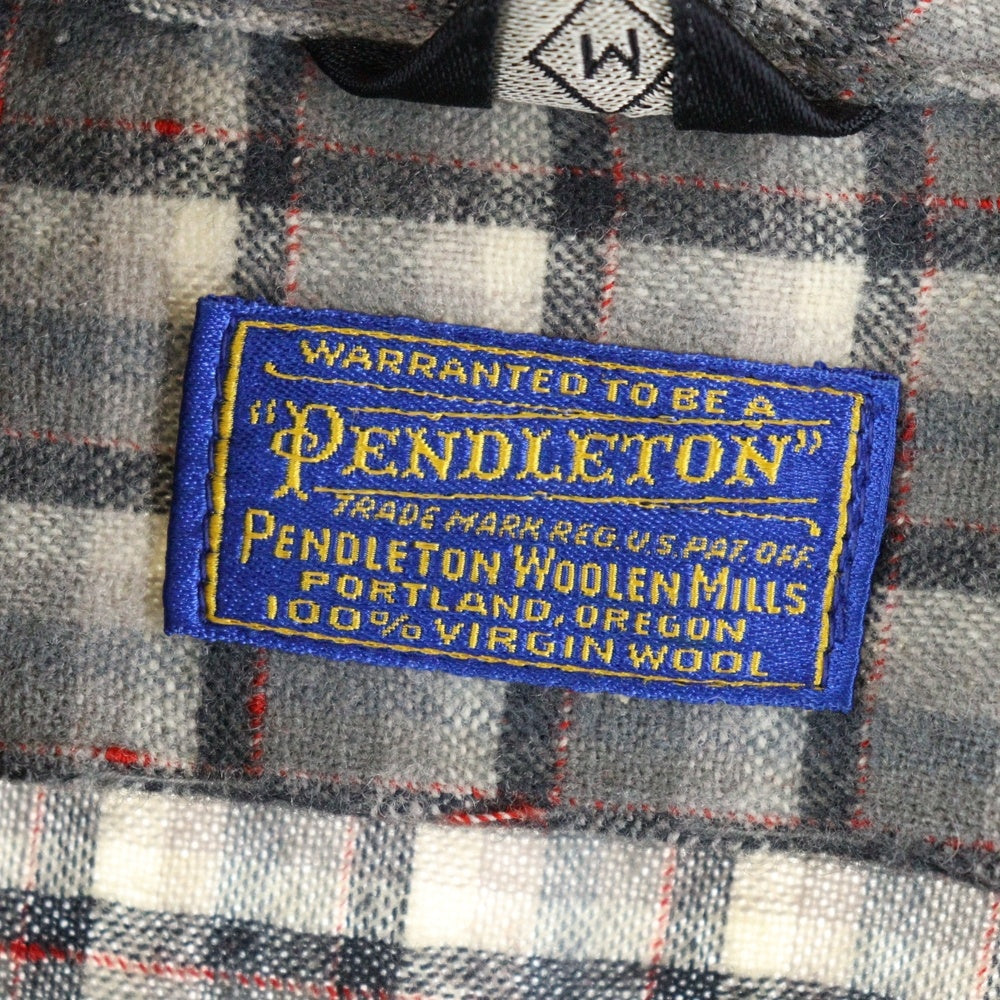 M
WARRANTED TO BE A
"PENDLETON"
TRADE MARK REG. U.S. PAT. OFF.
PENDLETON WOOLEN MILLS
PORTLAND, OREGON
100% VIRGIN WOOL